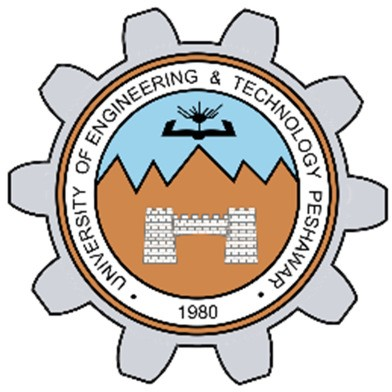 UNIVERSITY OF ENGINEERING & TECHNOLOGY PESHAWAR
1980